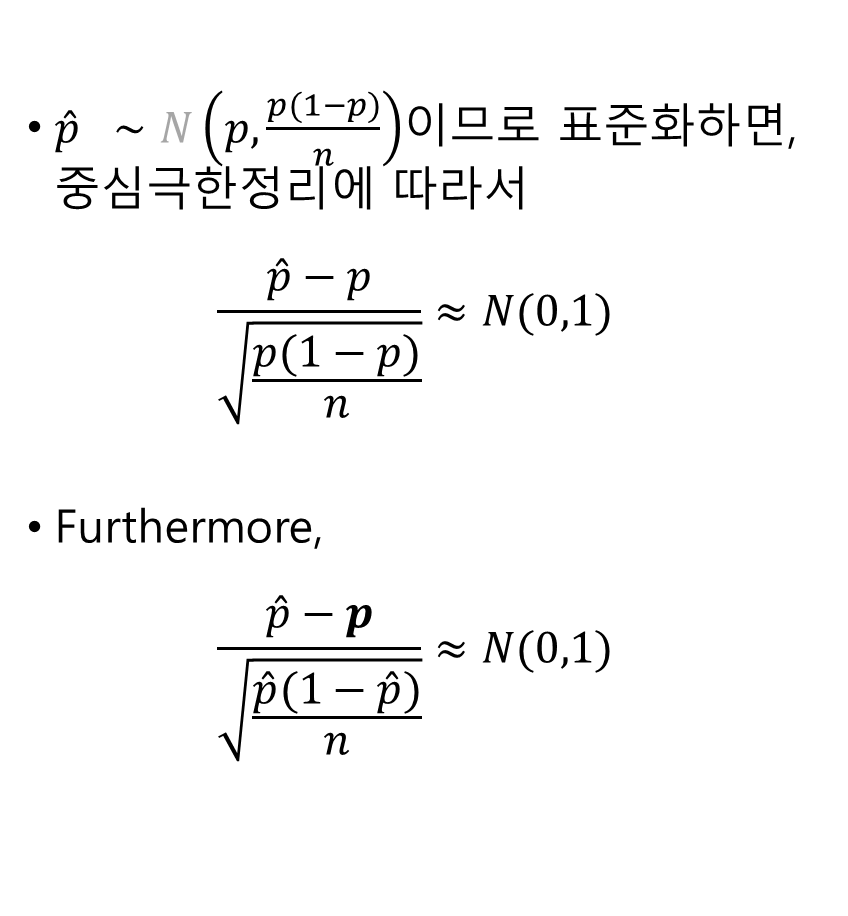 • p̂ ~ N(p, p(1−p)/n)이므로 표준화하면,
중심극한정리에 따라서
(p̂ − p) / √(p(1 − p)/n) ≈ N(0,1)
• Furthermore,
(p̂ − p) / √(p̂(1 − p̂)/n) ≈ N(0,1)